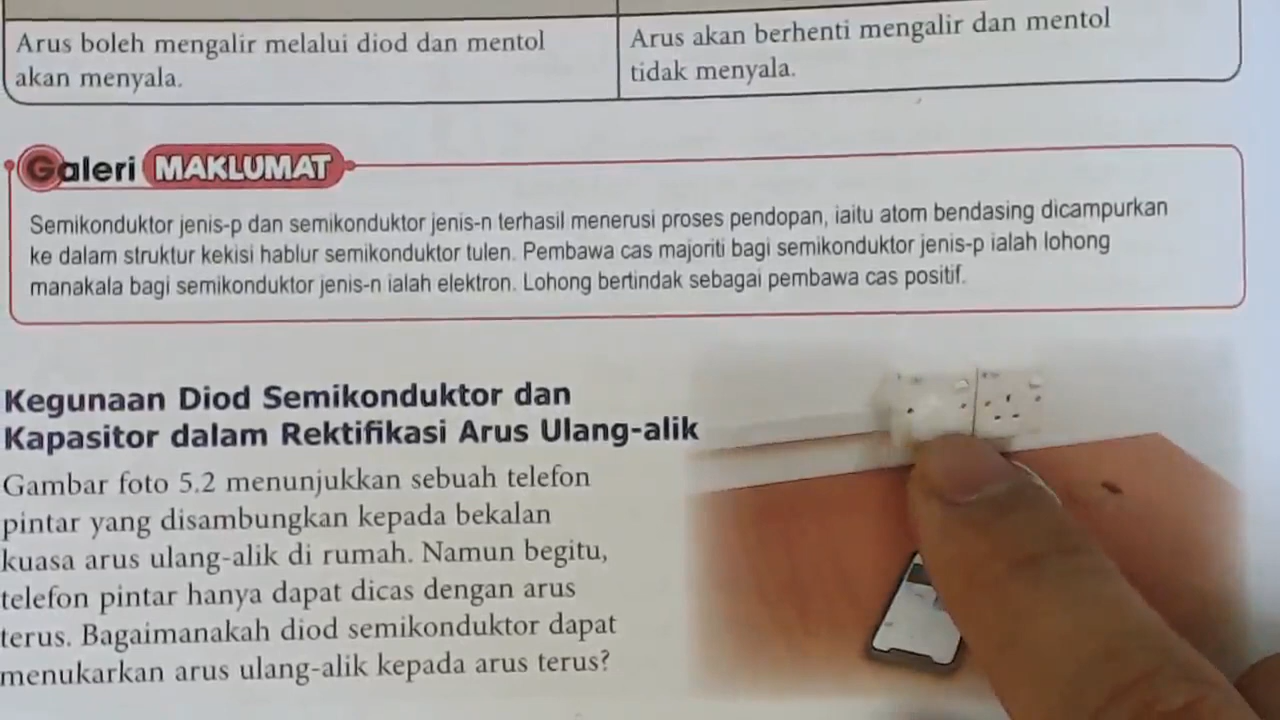 Arus boleh mengalir melalui diod dan mentol
akan menyala.
Arus akan berhenti mengalir dan mentol
tidak menyala.
Galeri MAKLUMAT
Semikonduktor jenis-p dan semikonduktor jenis-n terhasil menerusi proses pendopan, iaitu atom bendasing dicampurkan
ke dalam struktur kekisi hablur semikonduktor tulen. Pembawa cas majoriti bagi semikonduktor jenis-p ialah lohong
manakala bagi semikonduktor jenis-n ialah elektron. Lohong bertindak sebagai pembawa cas positif.
Kegunaan Diod Semikonduktor dan
Kapasitor dalam Rektifikasi Arus Ulang-alik
Gambar foto 5.2 menunjukkan sebuah telefon
pintar yang disambungkan kepada bekalan
kuasa arus ulang-alik di rumah. Namun begitu,
telefon pintar hanya dapat dicas dengan arus
terus. Bagaimanakah diod semikonduktor dapat
menukarkan arus ulang-alik kepada arus terus?